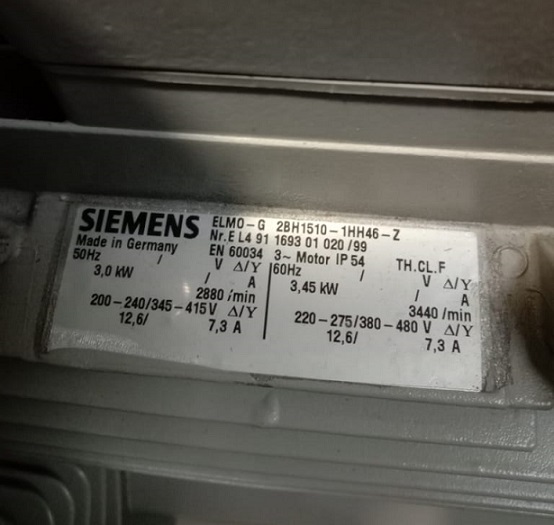 SIEMENS ELMO-G 2BH1510-1HH46-Z
Nr.E L4 91 1693 01 020/99
Made in Germany EN 60034 3~ Motor IP 54 TH.CL.F
50Hz / V Δ/Y 60Hz / V Δ/Y
3,0 kW / A 3,45 kW / A
2880 /min 3440 /min
200-240/345-415V Δ/Y 220-275/380-480 V Δ/Y
12,6/ 7,3 A 12,6/ 7,3 A